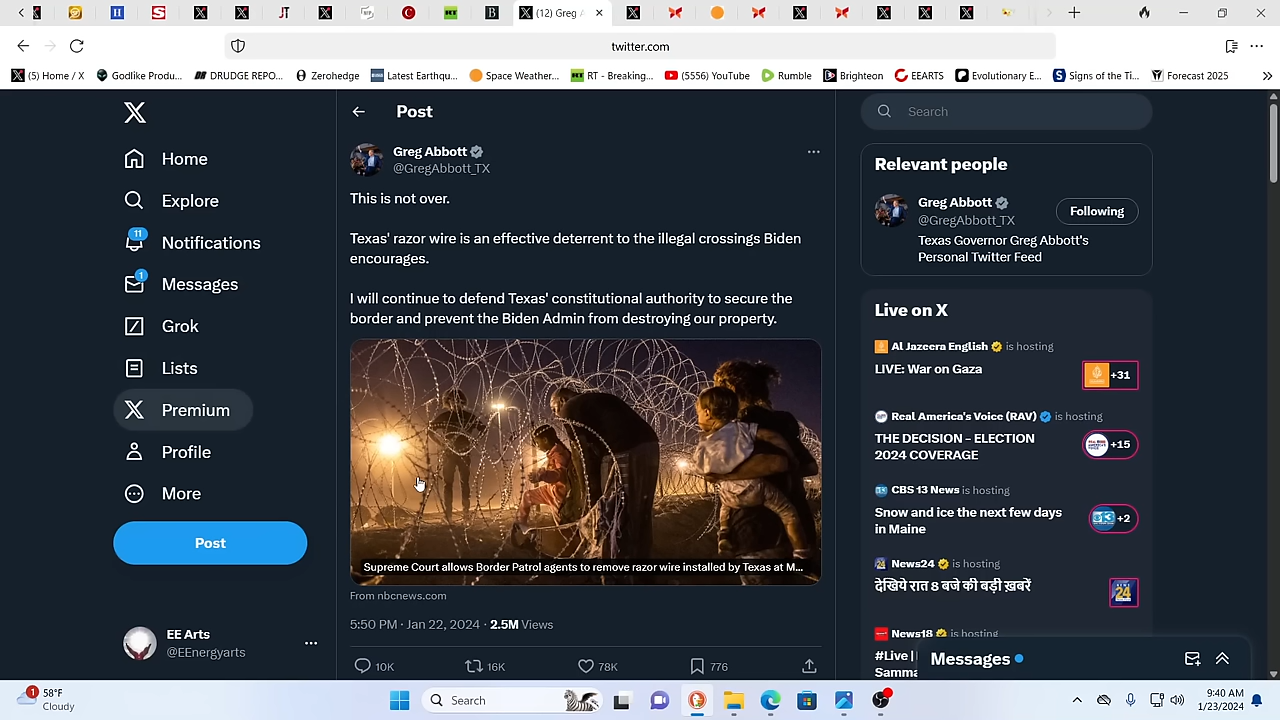 (12) Greg A
twitter.com
(5) Home / X
Godlike Produ...
DRUDGE REPO...
Zerohedge
Latest Earthqu...
Space Weather...
RT - Breaking...
(5556) YouTube
Rumble
Brighteon
EEARTS
Evolutionary E...
Signs of the Ti...
Forecast 2025
Home
Explore
11
Notifications
1
Messages
Grok
Lists
Premium
Profile
More
Post
EE Arts
@EEnergyarts
Post
Greg Abbott
@GregAbbott_TX
This is not over.
Texas' razor wire is an effective deterrent to the illegal crossings Biden
encourages.
I will continue to defend Texas' constitutional authority to secure the
border and prevent the Biden Admin from destroying our property.
Supreme Court allows Border Patrol agents to remove razor wire installed by Texas at M...
From nbcnews.com
5:50 PM · Jan 22, 2024 · 2.5M Views
10K
16K
78K
776
Search
Relevant people
Greg Abbott
@GregAbbott_TX
Following
Texas Governor Greg Abbott's
Personal Twitter Feed
Live on X
Al Jazeera English is hosting
LIVE: War on Gaza
+31
Real America's Voice (RAV) is hosting
THE DECISION - ELECTION
2024 COVERAGE
+15
CBS 13 News is hosting
Snow and ice the next few days
in Maine
+2
News24 is hosting
देखिये रात 8 बजे की बड़ी ख़बरें
24
News18 is hosting
#Live |
Samma
Messages
1
58°F
Cloudy
Search
9:40 AM
1/23/2024